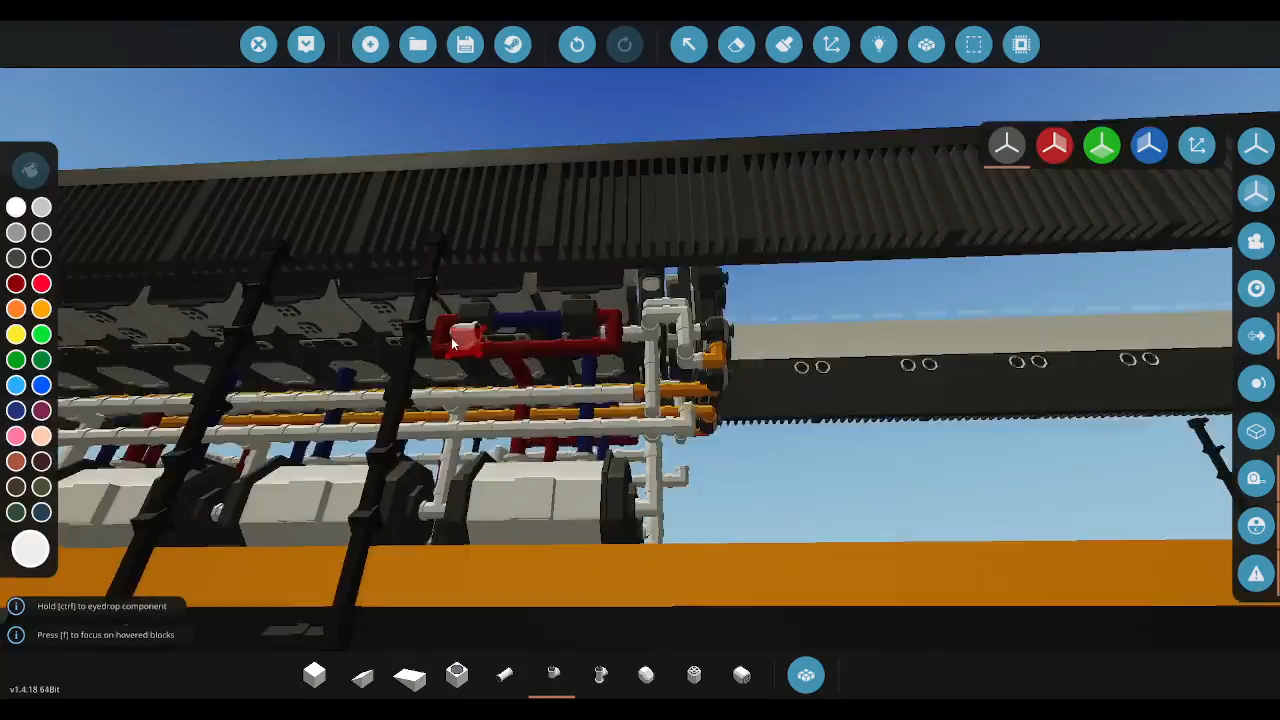 Hold [ctrl] to eyedrop component
Press [f] to focus on hovered blocks
v1.4.18 64Bit